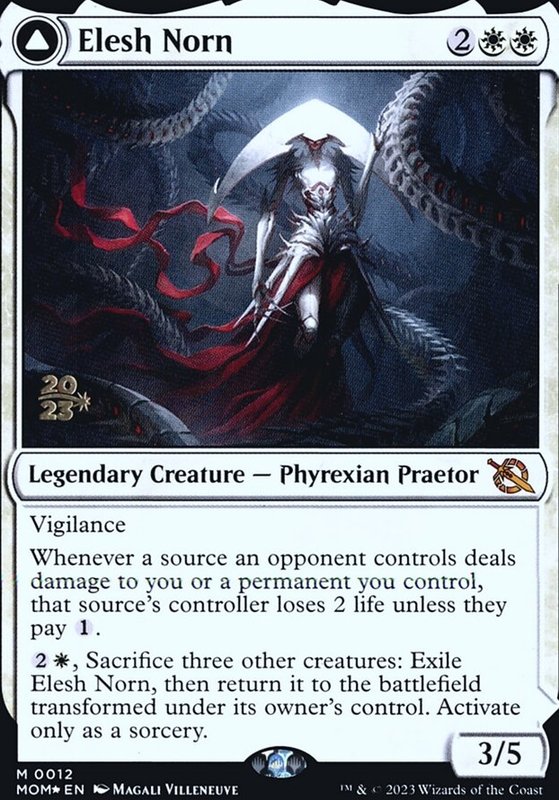 Elesh Norn 2
20
23
Legendary Creature — Phyrexian Praetor
Vigilance
Whenever a source an opponent controls deals
damage to you or a permanent you control,
that source's controller loses 2 life unless they
pay 1.
2, Sacrifice three other creatures: Exile
Elesh Norn, then return it to the battlefield
transformed under its owner's control. Activate
only as a sorcery.
3/5
M 0012
MOM★EN Magali Villeneuve
™ & © 2023 Wizards of the Coast